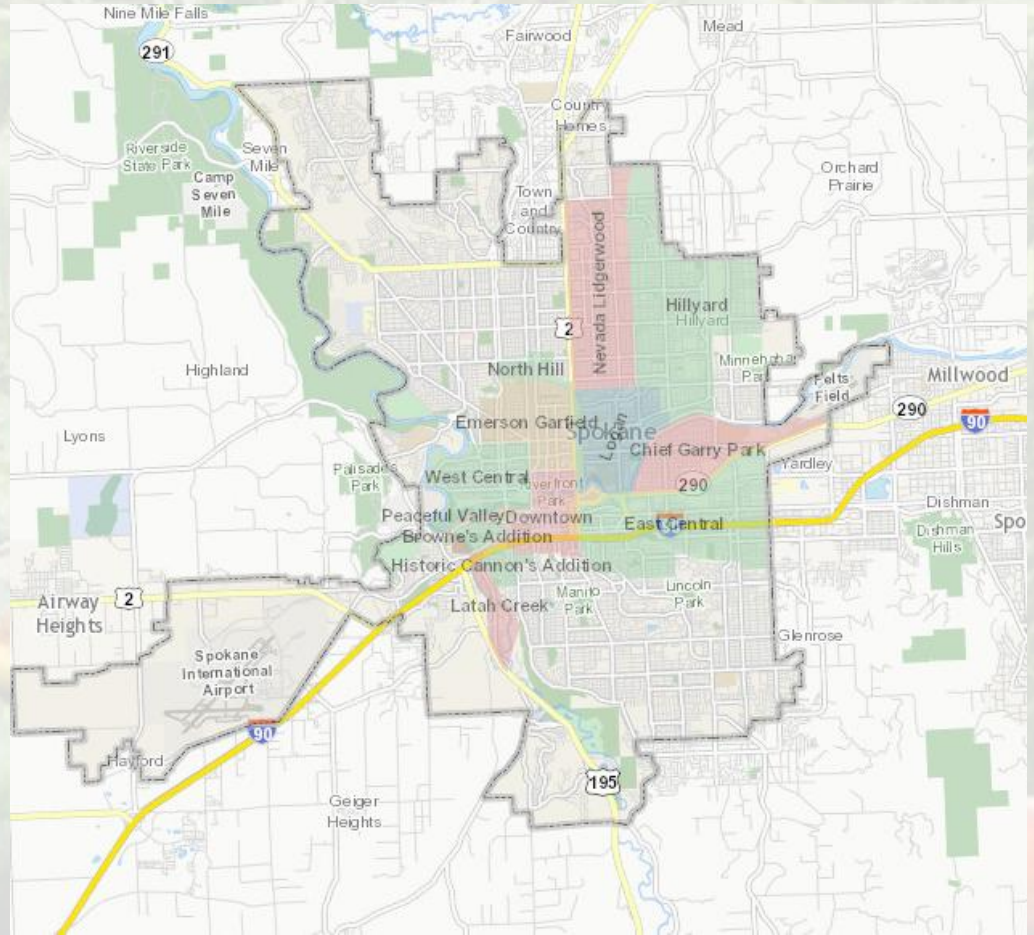 Nine Mile Falls
291
Fairwood
Mead
Country
Homes
Riverside
State Park
Seven
Mile
Camp
Seven
Mile
Town
and
Country
Orchard
Prairie
Nevada Lidgerwood
Hillyard
Hillyard
2
North Hill
Minnehaha
Park
Highland
Felts
Field
Millwood
290
90
Emerson Garfield
Spokane
Logan
Lyons
Chief Garry Park
Palisades
Park
West Central
Riverfront
Park
290
Yardley
Dishman
Peaceful Valley
Downtown
East Central
90
Spo
Browne's Addition
Dishman
Hills
Historic Cannon's Addition
Airway
Heights
2
Latah Creek
Manito
Park
Lincoln
Park
Glenrose
Spokane
International
Airport
90
Hayford
195
Geiger
Heights